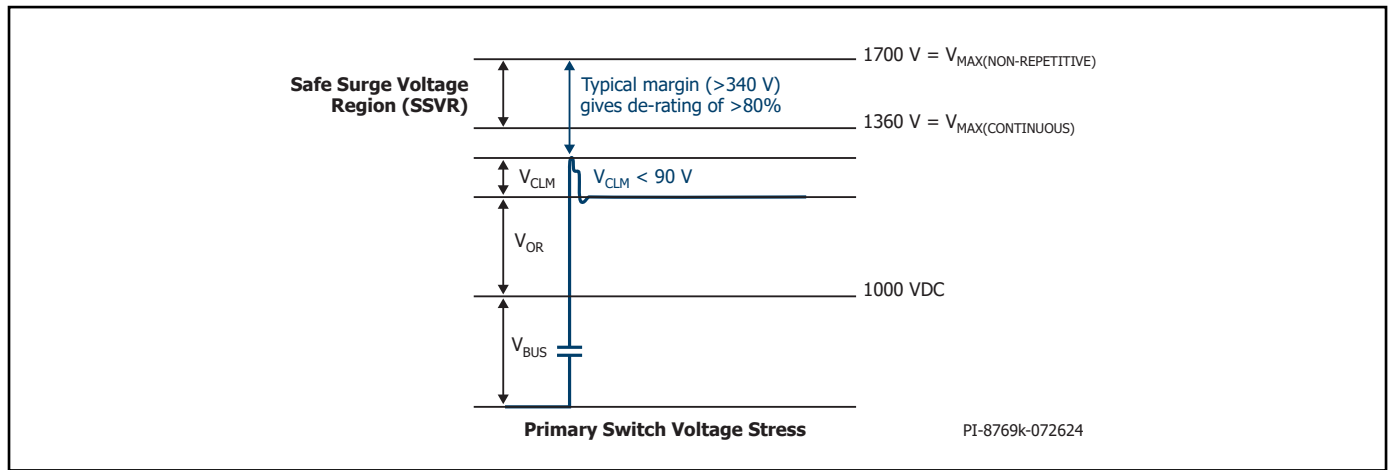 1700 V = VMAX(NON-REPETITIVE)
Safe Surge Voltage
Region (SSVR)
Typical margin (>340 V)
gives de-rating of >80%
1360 V = VMAX(CONTINUOUS)
VCLM
VCLM < 90 V
VOR
1000 VDC
VBUS
Primary Switch Voltage Stress
PI-8769k-072624